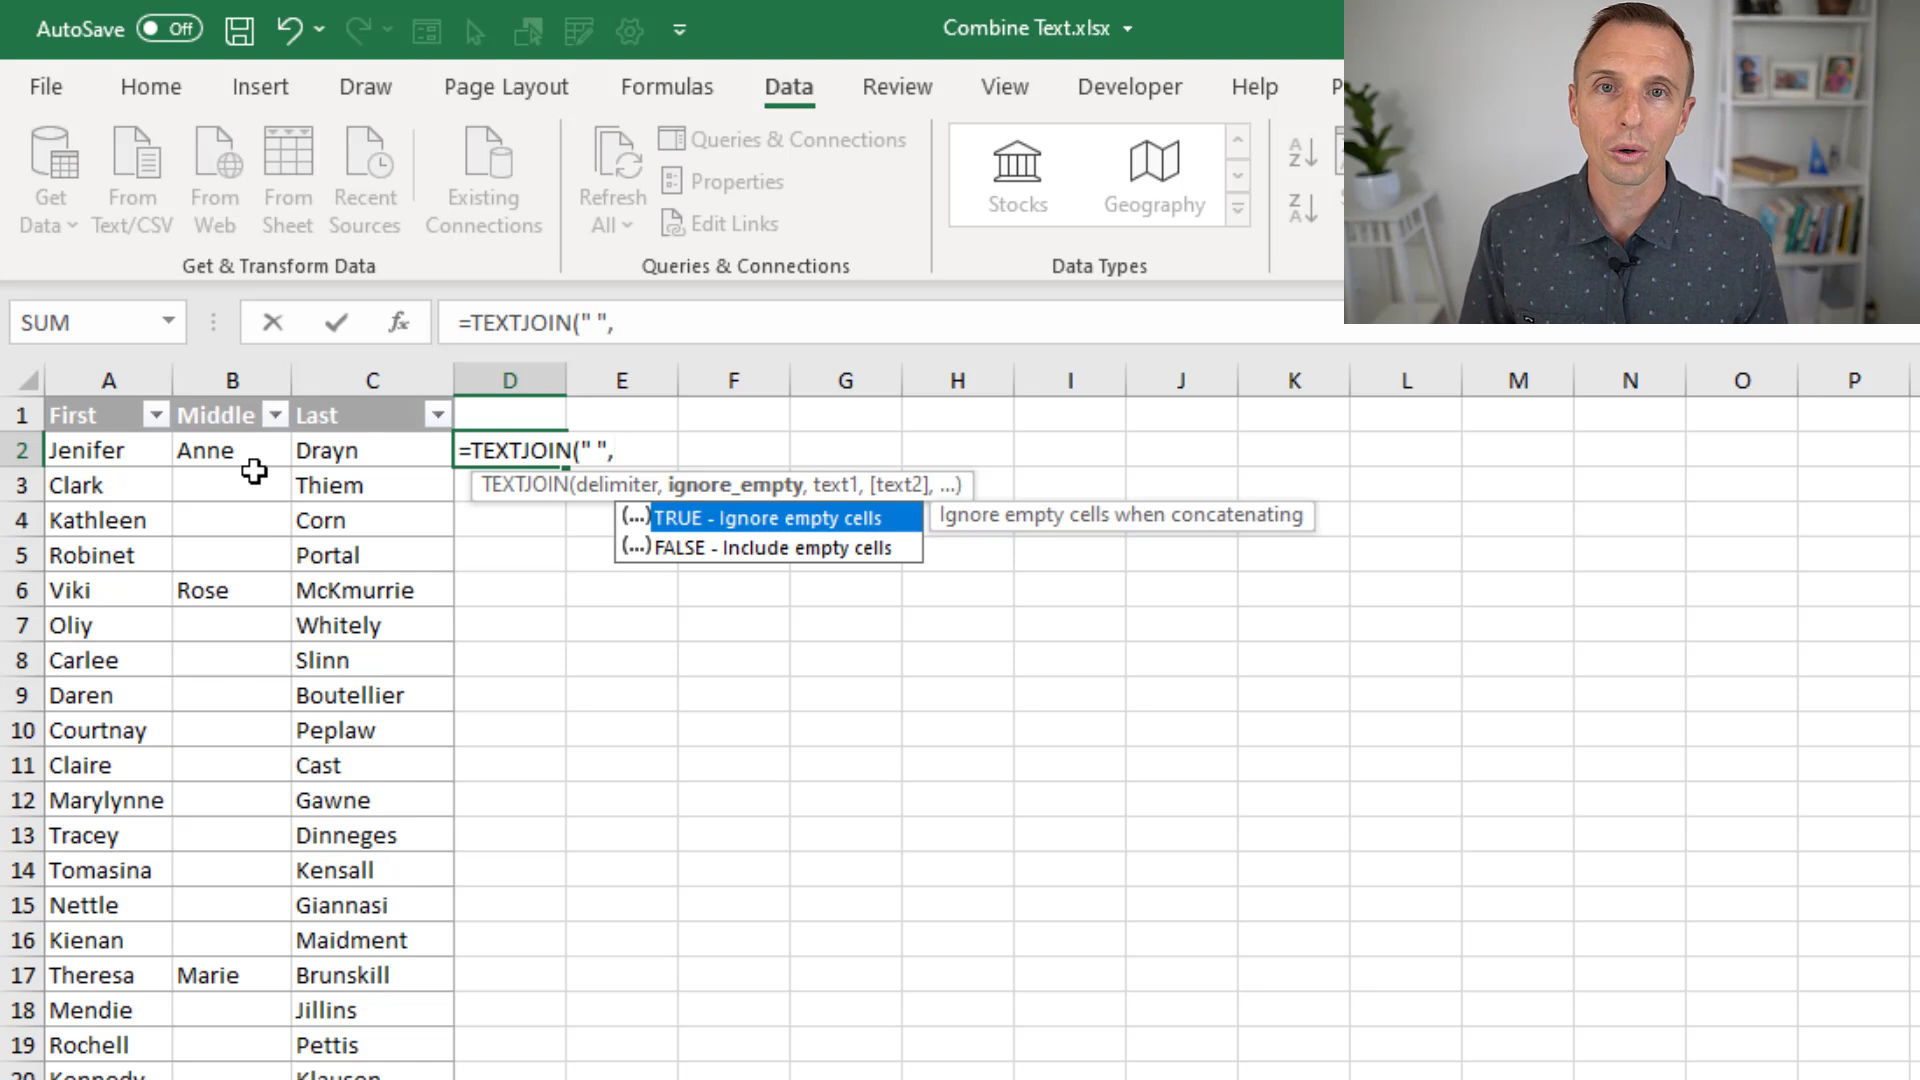 AutoSave Off Combine Text.xlsx
File Home Insert Draw Page Layout Formulas Data Review View Developer Help P
Get Data
From Text/CSV
From Web
From Sheet
Recent Sources
Existing Connections
Get & Transform Data
Refresh All
Queries & Connections
Properties
Edit Links
Queries & Connections
Stocks
Geography
Data Types
A Z
Z A
SUM fx =TEXTJOIN(" ",
A B C D E F G H I J K L M N O P
1 First Middle Last
2 Jenifer Anne Drayn =TEXTJOIN(" ",
3 Clark Thiem
TEXTJOIN(delimiter, ignore_empty, text1, [text2], ...)
(...) TRUE - Ignore empty cells
Ignore empty cells when concatenating
(...) FALSE - Include empty cells
4 Kathleen Corn
5 Robinet Portal
6 Viki Rose McKmurrie
7 Oliy Whitely
8 Carlee Slinn
9 Daren Boutellier
10 Courtnay Peplaw
11 Claire Cast
12 Marylynne Gawne
13 Tracey Dinneges
14 Tomasina Kensall
15 Nettle Giannasi
16 Kienan Maidment
17 Theresa Marie Brunskill
18 Mendie Jillins
19 Rochell Pettis